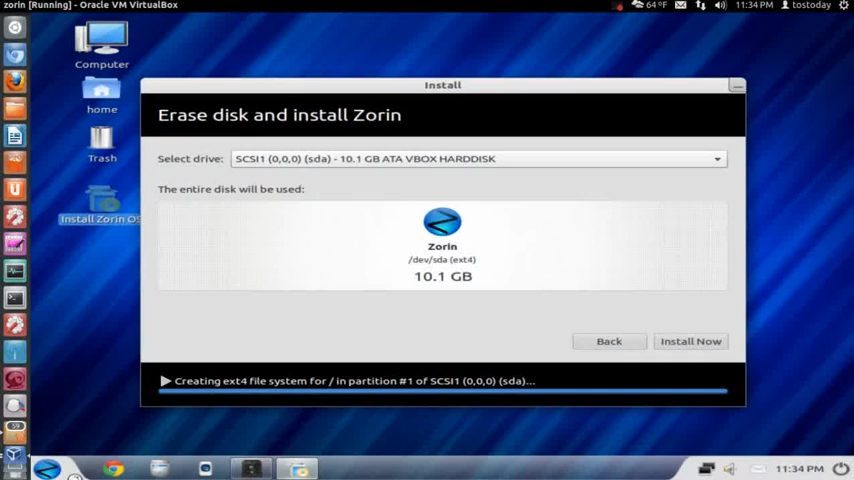 zorin [Running] - Oracle VM VirtualBox
64 °F
11:34 PM
tostoday
Computer
home
Trash
Install Zorin OS
Install
Erase disk and install Zorin
Select drive:
SCSI1 (0,0,0) (sda) - 10.1 GB ATA VBOX HARDDISK
The entire disk will be used:
Zorin
/dev/sda (ext4)
10.1 GB
Back
Install Now
Creating ext4 file system for / in partition #1 of SCSI1 (0,0,0) (sda)...
59
11:34 PM